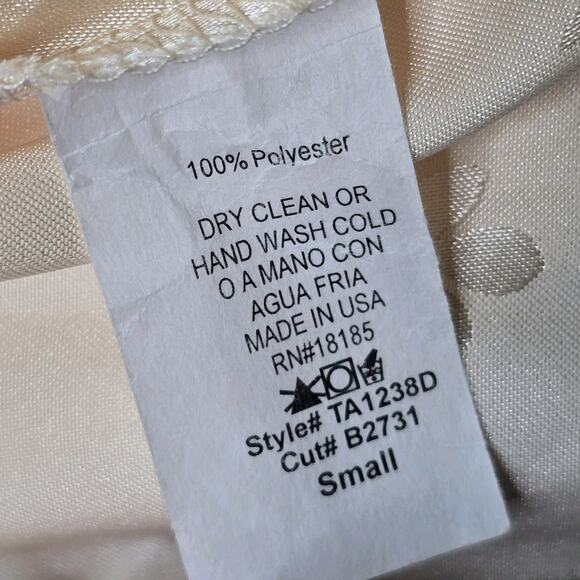 100% Polyester
DRY CLEAN OR
HAND WASH COLD
O A MANO CON
AGUA FRIA
MADE IN USA
RN#18185
Style# TA1238D
Cut# B2731
Small